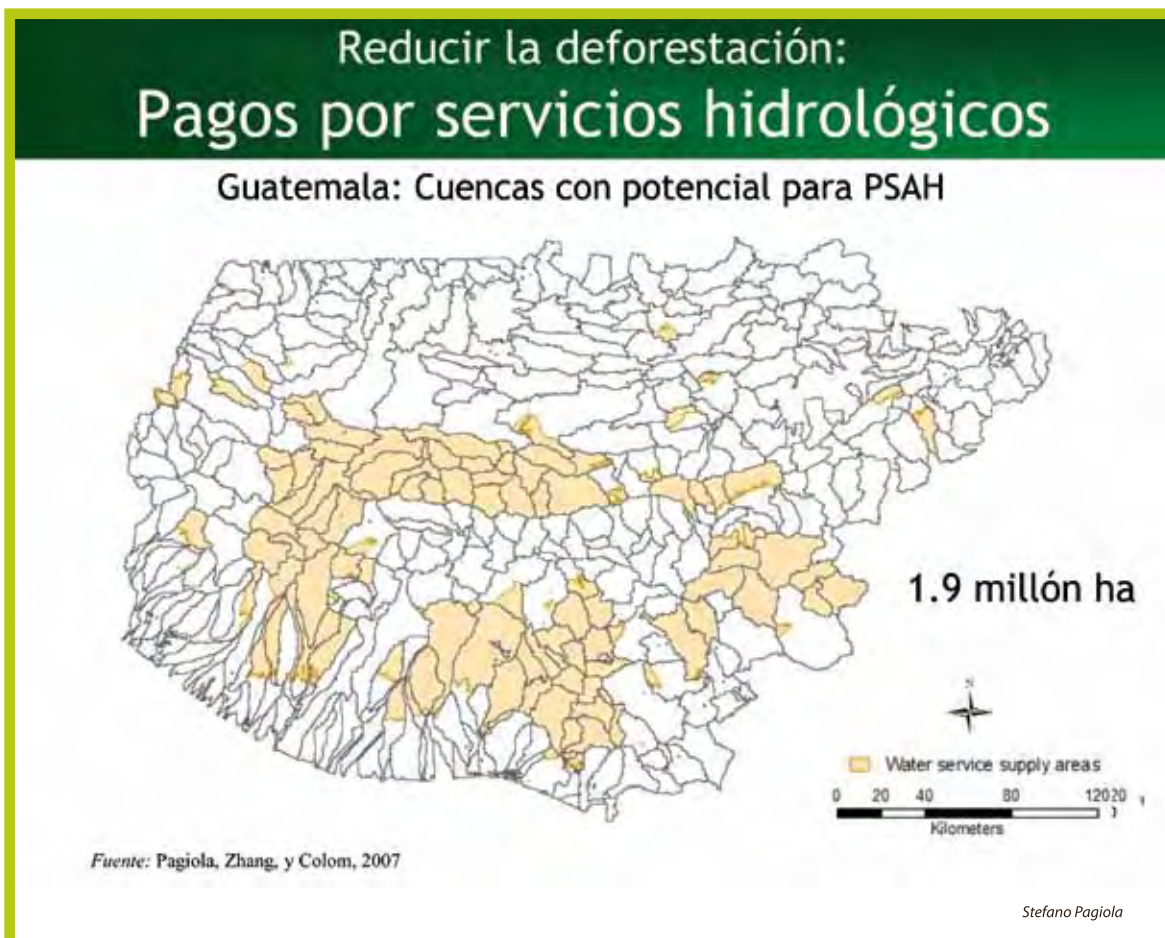 Reducir la deforestación:
Pagos por servicios hidrológicos
Guatemala: Cuencas con potencial para PSAH
1.9 millón ha
N
Water service supply areas
0 20 40 80 12020
Kilometers
Fuente: Pagiola, Zhang, y Colom, 2007
Stefano Pagiola